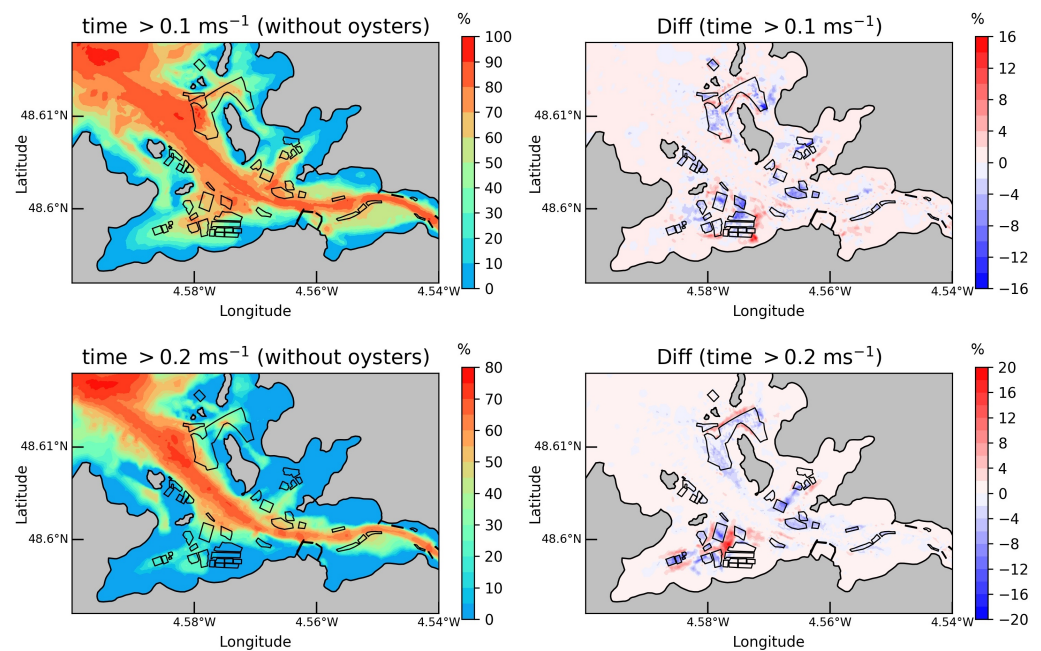 time > 0.1 ms⁻¹ (without oysters)
%
100
90
80
70
60
50
40
30
20
10
0
48.61°N
48.6°N
Latitude
4.58°W
4.56°W
4.54°W
Longitude
Diff (time > 0.1 ms⁻¹)
%
16
12
8
4
0
−4
−8
−12
−16
48.61°N
48.6°N
Latitude
4.58°W
4.56°W
4.54°W
Longitude
time > 0.2 ms⁻¹ (without oysters)
%
80
70
60
50
40
30
20
10
0
48.61°N
48.6°N
Latitude
4.58°W
4.56°W
4.54°W
Longitude
Diff (time > 0.2 ms⁻¹)
%
20
16
12
8
4
0
−4
−8
−12
−16
−20
48.61°N
48.6°N
Latitude
4.58°W
4.56°W
4.54°W
Longitude